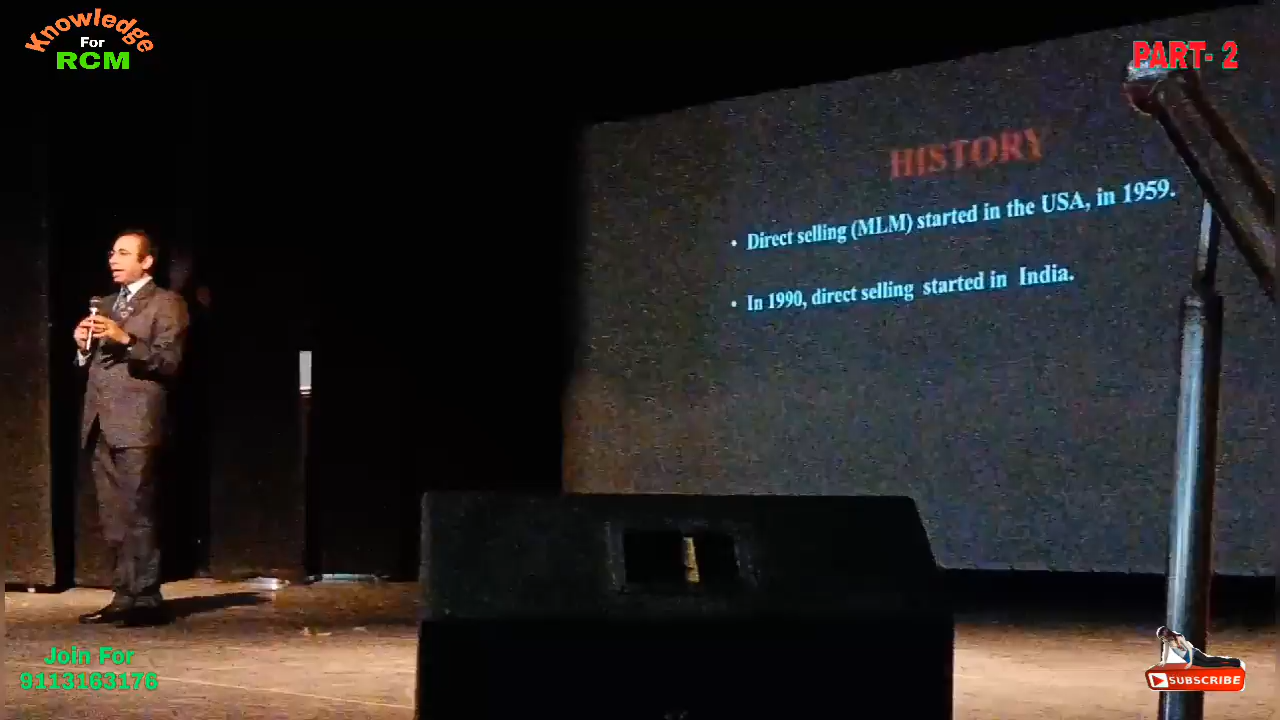 Knowledge
For
RCM
PART- 2
HISTORY
• Direct selling (MLM) started in the USA, in 1959.
• In 1990, direct selling started in India.
Join For
9113163176
SUBSCRIBE